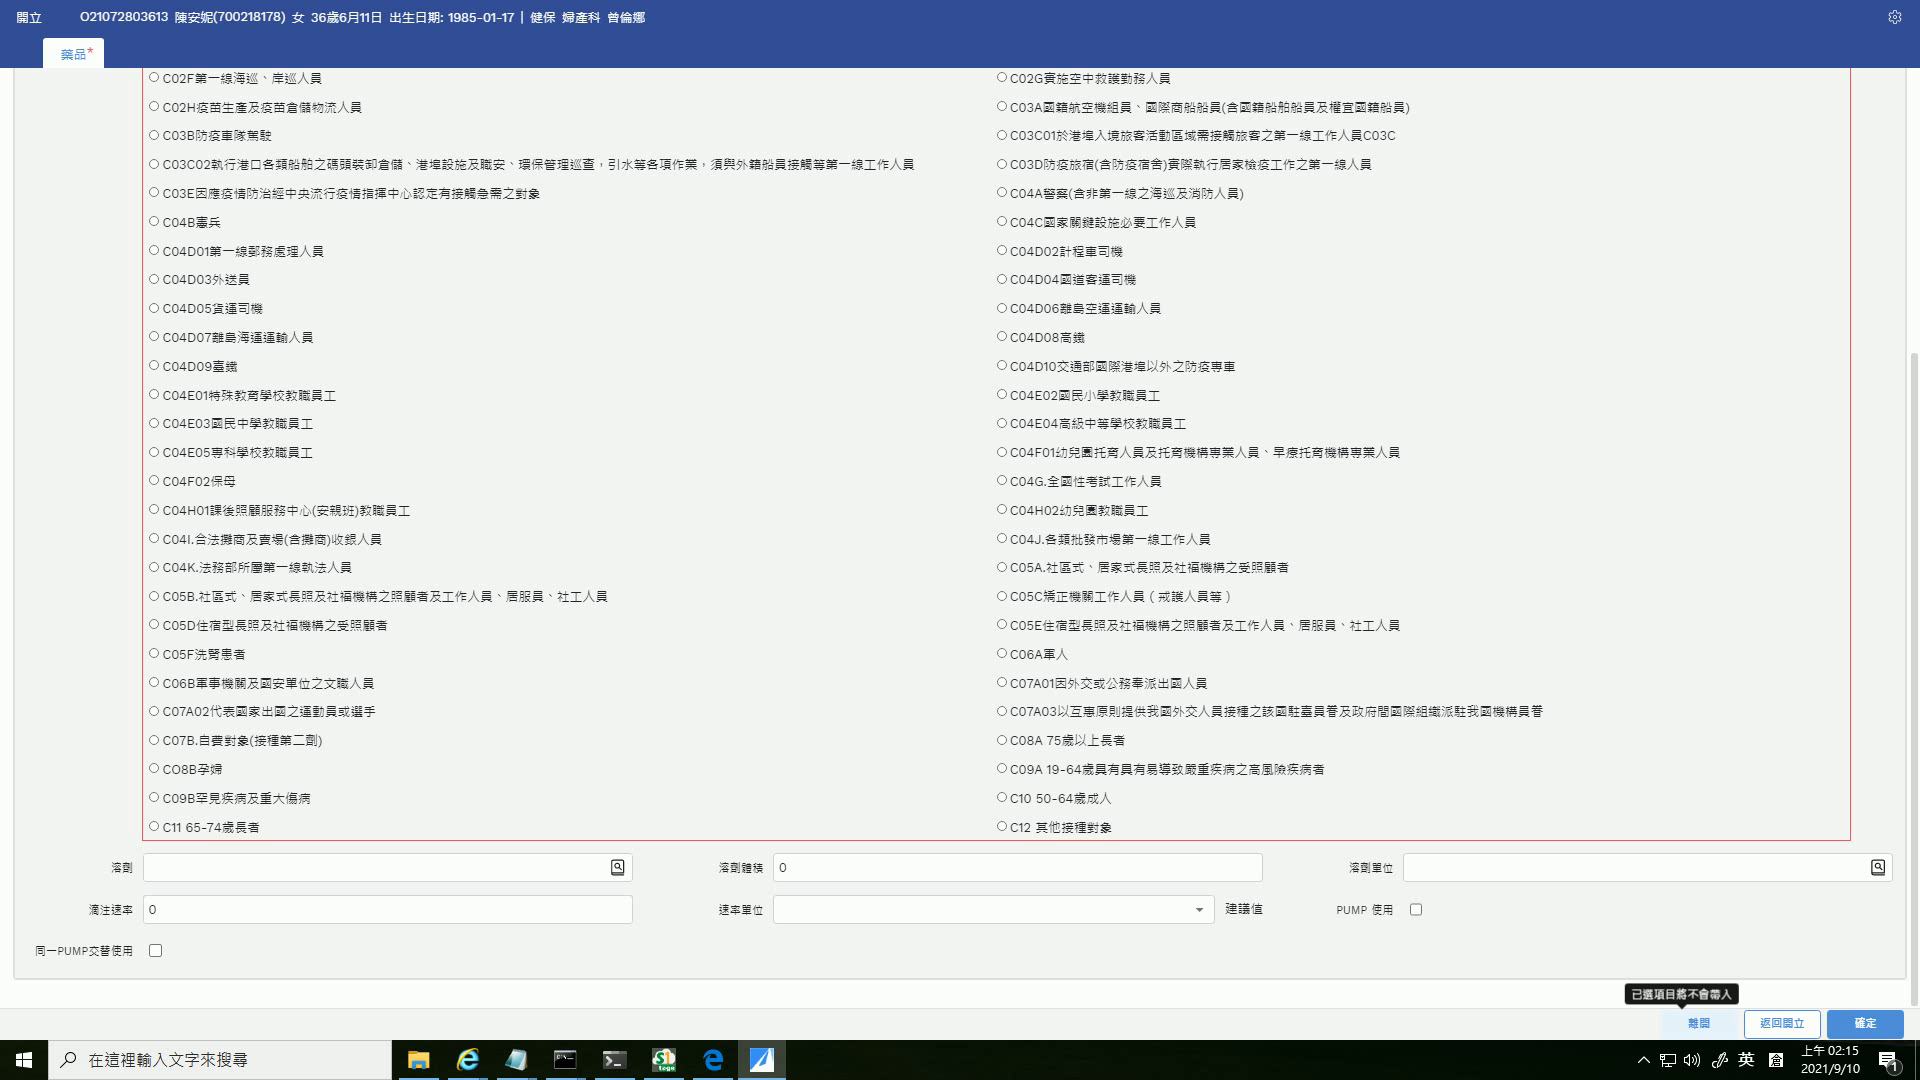 開立 O21072803613 陳安妮(700218178) 女 36歲6月11日 出生日期: 1985-01-17 | 健保 婦產科 曾倫娜
藥品*
C02F第一線海巡、岸巡人員 C02G實施空中救護勤務人員
C02H疫苗生產及疫苗倉儲物流人員 C03A國籍航空機組員、國際商船船員(含國籍船舶船員及權宜國籍船員)
C03B防疫車隊駕駛 C03C01於港埠入境旅客活動區域需接觸旅客之第一線工作人員C03C
C03C02執行港口各類船舶之碼頭裝卸倉儲、港埠設施及職安、環保管理巡查，引水等各項作業，須與外籍船員接觸等第一線工作人員 C03D防疫旅宿(含防疫宿舍)實際執行居家檢疫工作之第一線人員
C03E因應疫情防治經中央流行疫情指揮中心認定有接觸急需之對象 C04A警察(含非第一線之海巡及消防人員)
C04B憲兵 C04C國家關鍵設施必要工作人員
C04D01第一線郵務處理人員 C04D02計程車司機
C04D03外送員 C04D04國道客運司機
C04D05貨運司機 C04D06離島空運運輸人員
C04D07離島海運運輸人員 C04D08高鐵
C04D09臺鐵 C04D10交通部國際港埠以外之防疫專車
C04E01特殊教育學校教職員工 C04E02國民小學教職員工
C04E03國民中學教職員工 C04E04高級中等學校教職員工
C04E05專科學校教職員工 C04F01幼兒園托育人員及托育機構專業人員、早療托育機構專業人員
C04F02保母 C04G.全國性考試工作人員
C04H01課後照顧服務中心(安親班)教職員工 C04H02幼兒園教職員工
C04I.合法攤商及賣場(含攤商)收銀人員 C04J.各類批發市場第一線工作人員
C04K.法務部所屬第一線執法人員 C05A.社區式、居家式長照及社福機構之受照顧者
C05B.社區式、居家式長照及社福機構之照顧者及工作人員、居服員、社工人員 C05C矯正機關工作人員（戒護人員等）
C05D住宿型長照及社福機構之受照顧者 C05E住宿型長照及社福機構之照顧者及工作人員、居服員、社工人員
C05F洗腎患者 C06A軍人
C06B軍事機關及國安單位之文職人員 C07A01因外交或公務奉派出國人員
C07A02代表國家出國之運動員或選手 C07A03以互惠原則提供我國外交人員接種之該國駐臺員眷及政府間國際組織派駐我國機構員眷
C07B.自費對象(接種第二劑) C08A 75歲以上長者
CO8B孕婦 C09A 19-64歲具有具有易導致嚴重疾病之高風險疾病者
C09B罕見疾病及重大傷病 C10 50-64歲成人
C11 65-74歲長者 C12 其他接種對象
溶劑 溶劑體積 0 溶劑單位
滴注速率 0 速率單位 建議值 PUMP 使用
同一PUMP交替使用
已選項目將不會帶入
離開 返回開立 確定
在這裡輸入文字來搜尋 英 上午 02:15
2021/9/10 1